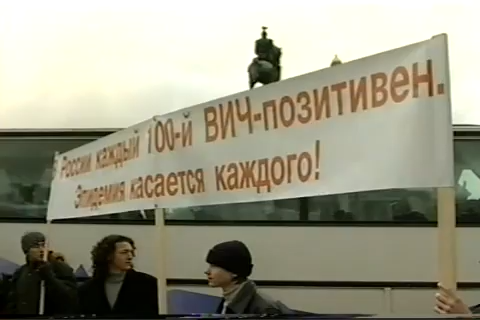 В России каждый 100-й ВИЧ-позитивен.
Эпидемия касается каждого!